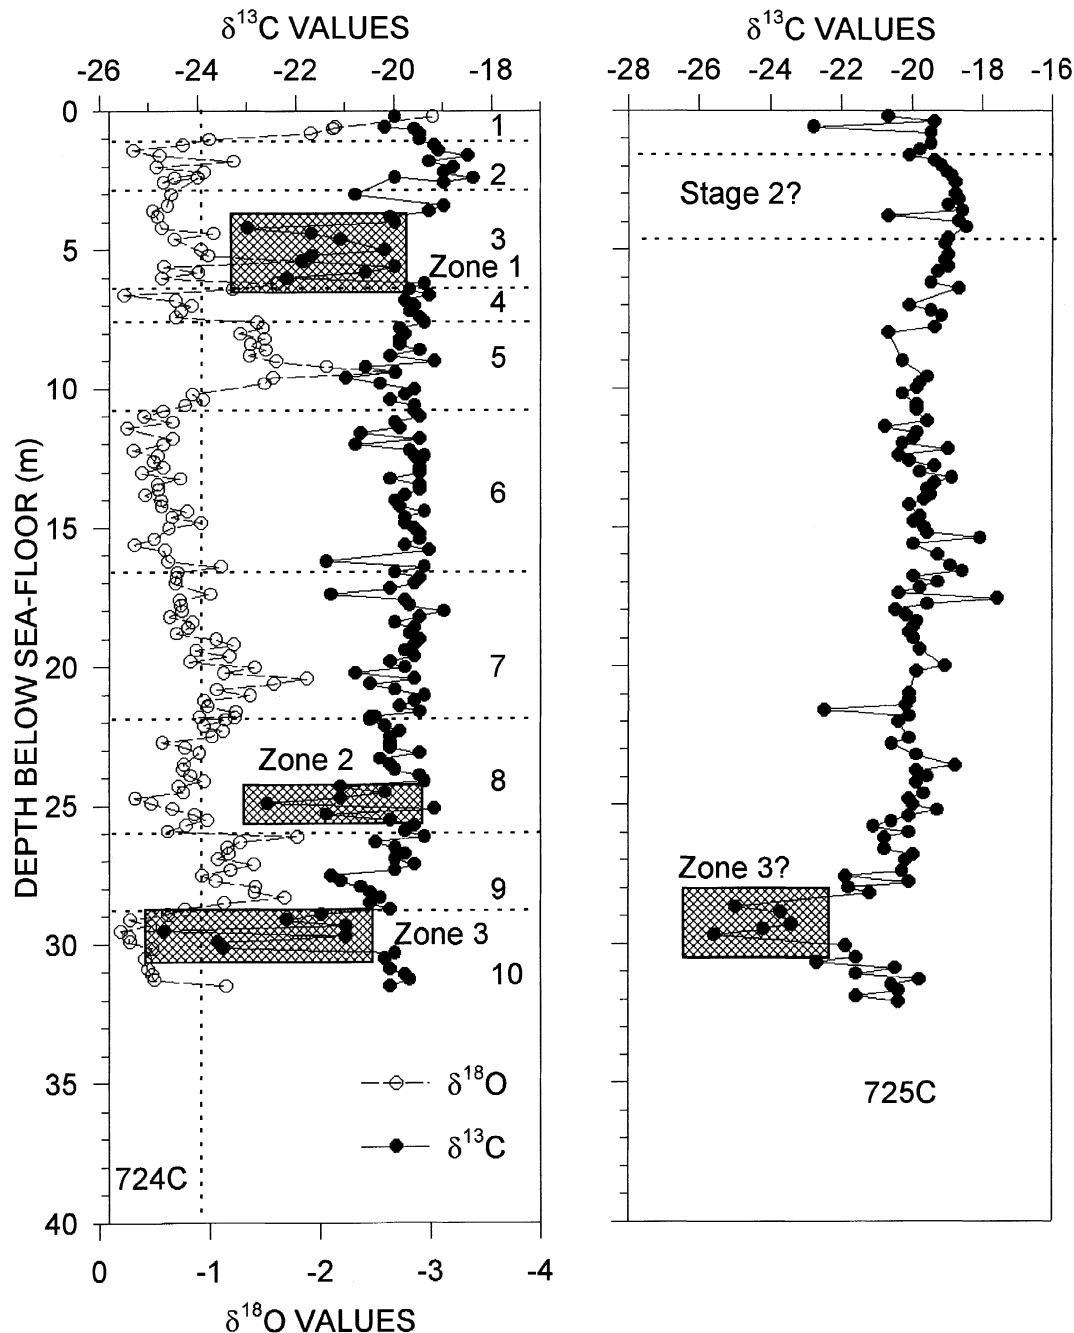 δ¹³C VALUES
-26 -24 -22 -20 -18
δ¹³C VALUES
-28 -26 -24 -22 -20 -18 -16
DEPTH BELOW SEA-FLOOR (m)
0
5
10
15
20
25
30
35
40
1
2
3
Zone 1
4
5
6
7
Zone 2
8
9
Zone 3
10
δ¹⁸O
δ¹³C
724C
0 -1 -2 -3 -4
δ¹⁸O VALUES
Stage 2?
Zone 3?
725C